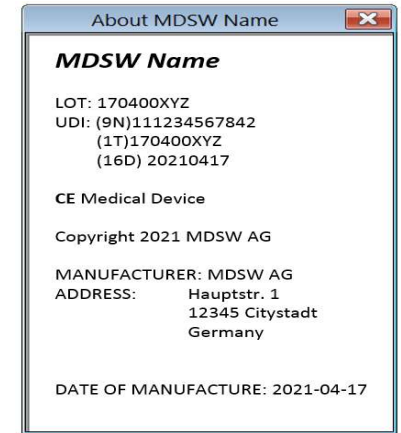 About MDSW Name
MDSW Name
LOT: 170400XYZ
UDI: (9N)111234567842
(1T)170400XYZ
(16D) 20210417
CE Medical Device
Copyright 2021 MDSW AG
MANUFACTURER: MDSW AG
ADDRESS: Hauptstr. 1
12345 Citystadt
Germany
DATE OF MANUFACTURE: 2021-04-17